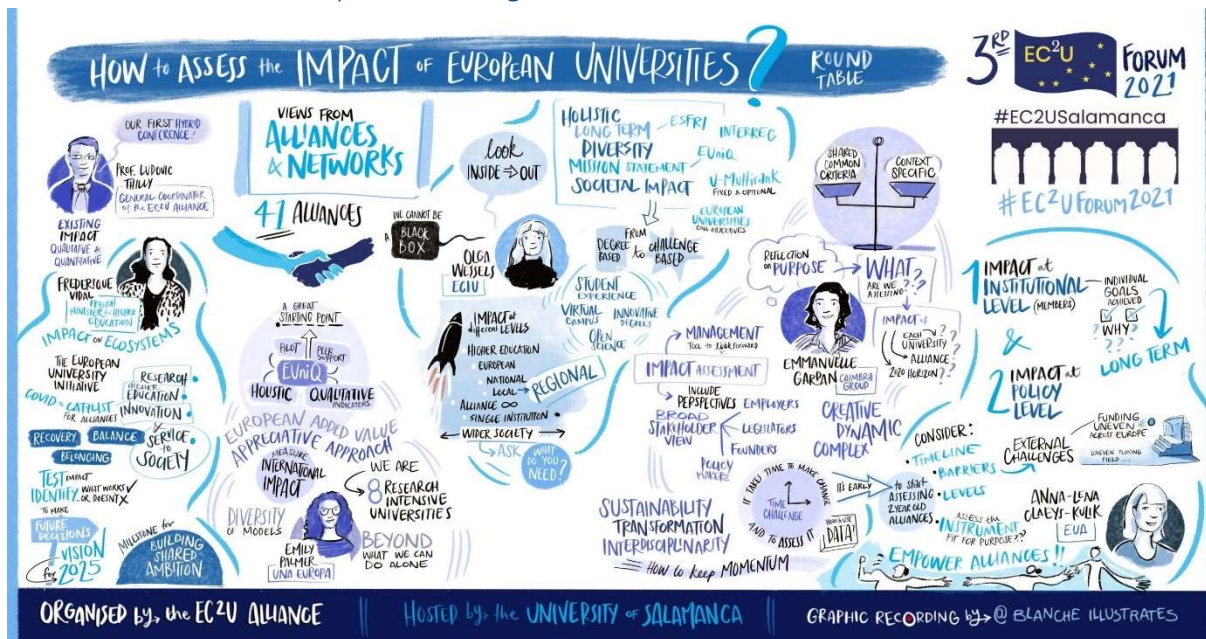 HOW to ASSESS the IMPACT of EUROPEAN UNIVERSITIES?
ROUND
TABLE
3RD
EC2U
FORUM
2021
#EC2USalamanca
#EC2UFORUM2021
OUR FIRST HYBRID
CONFERENCE!
PROF. LUDOVIC
THILLY
GENERAL COORDINATOR
of the EC2U ALLIANCE
EXISTING
IMPACT
QUALITATIVE &
QUANTITATIVE
FREDERIQUE
VIDAL
FRENCH
MINISTER for HIGHER
EDUCATION
IMPACT on ECOSYSTEMS
THE EUROPEAN
UNIVERSITY
INITIATIVE
COVID = CATALYST
FOR ALLIANCES
RESEARCH
HIGHER
EDUCATION
INNOVATION
SERVICE
to
SOCIETY
RECOVERY
BALANCE
BELONGING
TEST IMPACT
IDENTIFY WHAT WORKS
OR DOESN'T
TO MAKE
FUTURE
DECISIONS
for VISION
2025
MILESTONE for
BUILDING
SHARED
AMBITION
VIEWS FROM
ALLIANCES
& NETWORKS
41 ALLIANCES
A GREAT
STARTING POINT
PILOT
PEER
SUPPORT
EUniQ
HOLISTIC
QUALITATIVE
INDICATORS
EUROPEAN ADDED VALUE
APPRECIATIVE APPROACH
MEASURE
INTERNATIONAL
IMPACT
DIVERSITY
of MODELS
EMILY
PALMER
UNA EUROPA
WE ARE
8 RESEARCH
INTENSIVE
UNIVERSITIES
BEYOND
WHAT WE CAN
DO ALONE
look
INSIDE => OUT
WE CANNOT BE
A BLACK
BOX
OLGA
WESSELS
ECIU
HOLISTIC
LONG TERM
DIVERSITY
MISSION STATEMENT
SOCIETAL IMPACT
ESFRI
INTERREG
EUniQ
U-MultiRank
FIXED & OPTIONAL
EUROPEAN
UNIVERSITIES
CALL OBJECTIVES
FROM
DEGREE
BASED
to CHALLENGE
BASED
STUDENT
EXPERIENCE
VIRTUAL
CAMPUS
INNOVATIVE
DEGREES
OPEN
SCIENCE
IMPACT at
different LEVELS
HIGHER EDUCATION
EUROPEAN
NATIONAL
LOCAL
REGIONAL
ALLIANCE
SINGLE INSTITUTION
WIDER SOCIETY
ASK
WHAT
DO YOU
NEED?
SHARED
COMMON
CRITERIA
CONTEXT
SPECIFIC
REFLECTION
on PURPOSE
WHAT
ARE WE
ASSESSING
???
EMMANUELLE
GARPAN
COIMBRA
GROUP
IMPACT of
EACH
UNIVERSITY
ALLIANCE
2020 HORIZON
???
MANAGEMENT
TOOL to LOOK FORWARD
IMPACT ASSESSMENT
INCLUDE
PERSPECTIVES
BROAD
STAKEHOLDER
VIEW
EMPLOYERS
LEGISLATORS
FOUNDERS
POLICY
MAKERS
CREATIVE
DYNAMIC
COMPLEX
SUSTAINABILITY
TRANSFORMATION
INTERDISCIPLINARITY
= HOW to KEEP MOMENTUM
IT TAKES TIME TO MAKE CHANGE
AND TO ASSESS IT
TIME
CHALLENGE
DATA!
IT'S EARLY
to start
ASSESSING
2 YEAR OLD
ALLIANCES
1 IMPACT at
INSTITUTIONAL
LEVEL (MEMBERS)
INDIVIDUAL
GOALS
ACHIEVED
WHY?
???
LONG TERM
&
2 IMPACT at
POLICY
LEVEL
CONSIDER:
TIMELINE
BARRIERS
LEVELS
EXTERNAL
CHALLENGES
FUNDING
UNEVEN
ACROSS EUROPE
UNEVEN PLAYING
FIELD ...
ASSESS the
INSTRUMENT
FIT FOR PURPOSE??
ANNA-LENA
CLAEYS-KULIK
EUA
EMPOWER ALLIANCES!!
ORGANISED by, the EC2U ALLIANCE
HOSTED by, the UNIVERSITY of SALAMANCA
GRAPHIC RECORDING by @ BLANCHE ILLUSTRATES